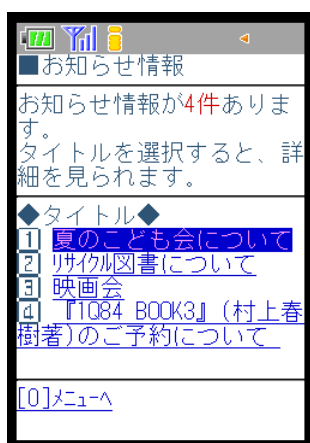 ■お知らせ情報
お知らせ情報が4件ありま
す。
タイトルを選択すると、詳
細を見られます。
◆タイトル◆
1 夏のこども会について
2 ﾘｻｲｸﾙ図書について
3 映画会
4 『1Q84 BOOK3』(村上春
樹著)のご予約について
[0]ﾒﾆｭｰへ